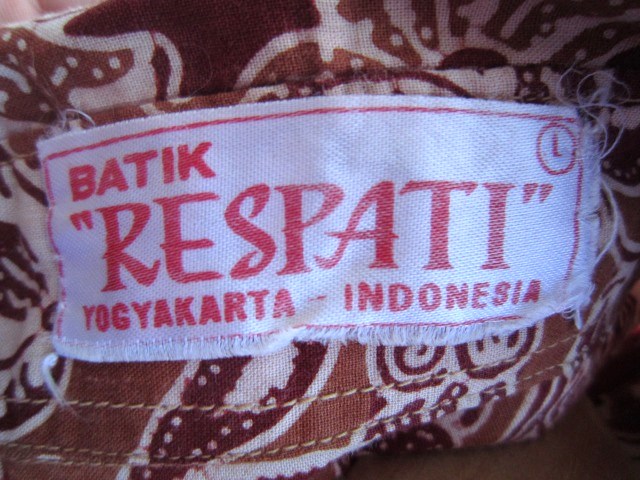 L
BATIK
"RESPATI"
YOGYAKARTA - INDONESIA